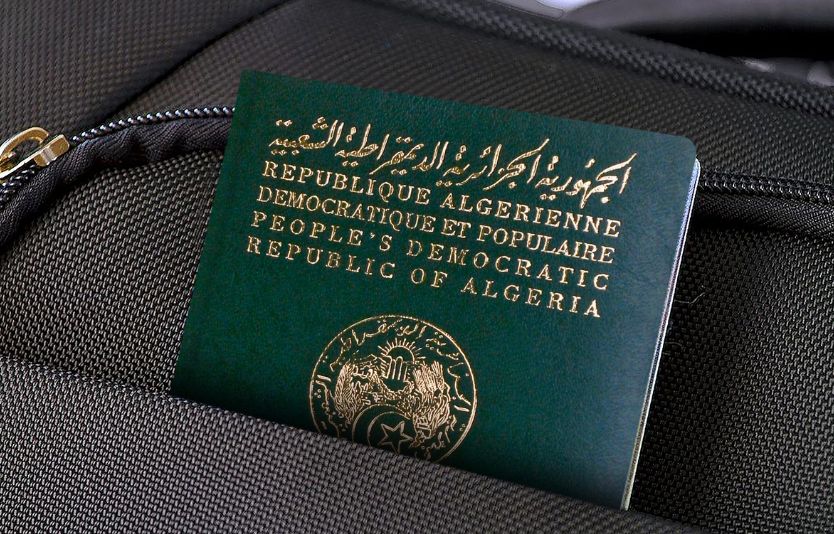 الجمهورية الجزائرية الديمقراطية الشعبية
REPUBLIQUE ALGERIENNE
DEMOCRATIQUE ET POPULAIRE
PEOPLE'S DEMOCRATIC
REPUBLIC OF ALGERIA